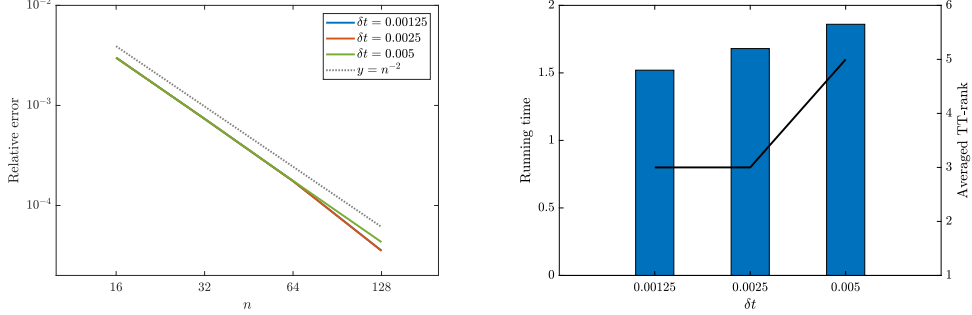 10⁻²
10⁻³
10⁻⁴
Relative error
16 32 64 128
n
δt = 0.00125
δt = 0.0025
δt = 0.005
y = n⁻²
2
1.5
1
0.5
0
Running time
0.00125 0.0025 0.005
δt
6
5
4
3
2
1
Averaged TT-rank